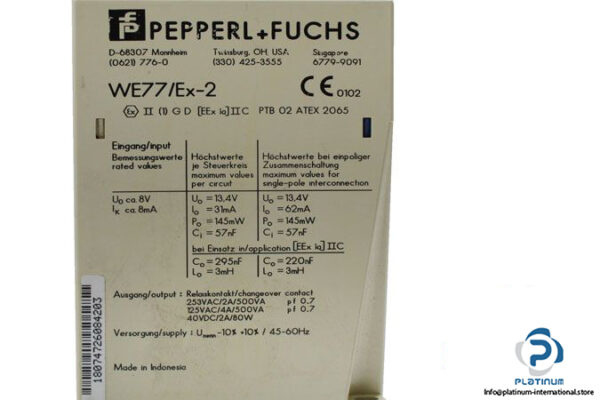 PEPPERL+FUCHS
D-68307 Mannheim Twinsburg, OH, USA Singapore
(0621) 776-0 (330) 425-3555 6779-9091
WE77/Ex-2 CE 0102
Ex II (1) G D [EEx ia] IIC PTB 02 ATEX 2065
Eingang/input Höchstwerte Höchstwerte bei einpoliger
Bemessungswerte je Steuerkreis Zusammenschaltung
rated values maximum values maximum values for
per circuit single-pole interconnection
U₀ ca. 8V U₀ = 13,4V U₀ = 13,4V
Iₖ ca. 8mA I₀ = 31mA I₀ = 62mA
P₀ = 145mW P₀ = 145mW
Cᵢ = 57nF Cᵢ = 57nF
bei Einsatz in/application [EEx ia] IIC
C₀ = 295nF C₀ = 220nF
L₀ = 3mH L₀ = 3mH
Ausgang/output : Relaiskontakt/changeover contact
253VAC/2A/500VA pf 0.7
125VAC/4A/500VA pf 0.7
40VDC/2A/80W
Versorgung/supply : Unenn -10% +10% / 45-60Hz
Made in Indonesia
18074726084203
PLATINUM
INTERNATIONAL
Info@platinum-international.store